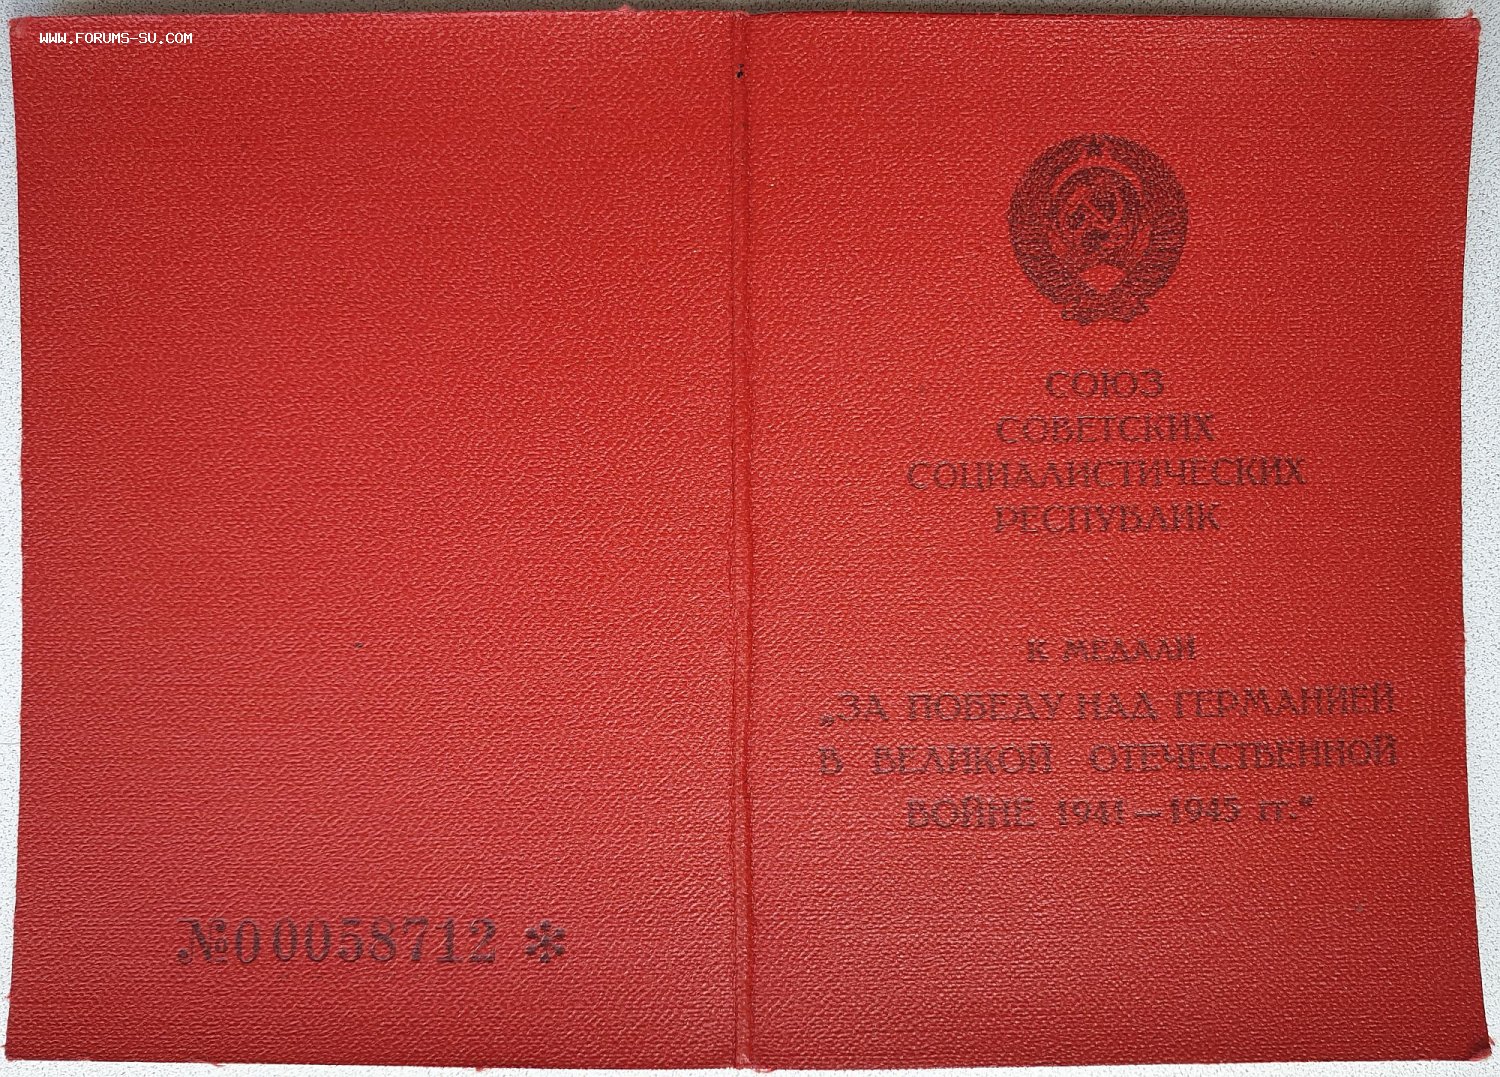 WWW.FORUMS-SU.COM
СОЮЗ
СОВЕТСКИХ
СОЦИАЛИСТИЧЕСКИХ
РЕСПУБЛИК
К МЕДАЛИ
„ЗА ПОБЕДУ НАД ГЕРМАНИЕЙ
В ВЕЛИКОЙ ОТЕЧЕСТВЕННОЙ
ВОЙНЕ 1941—1945 гг.“
№00058712 *